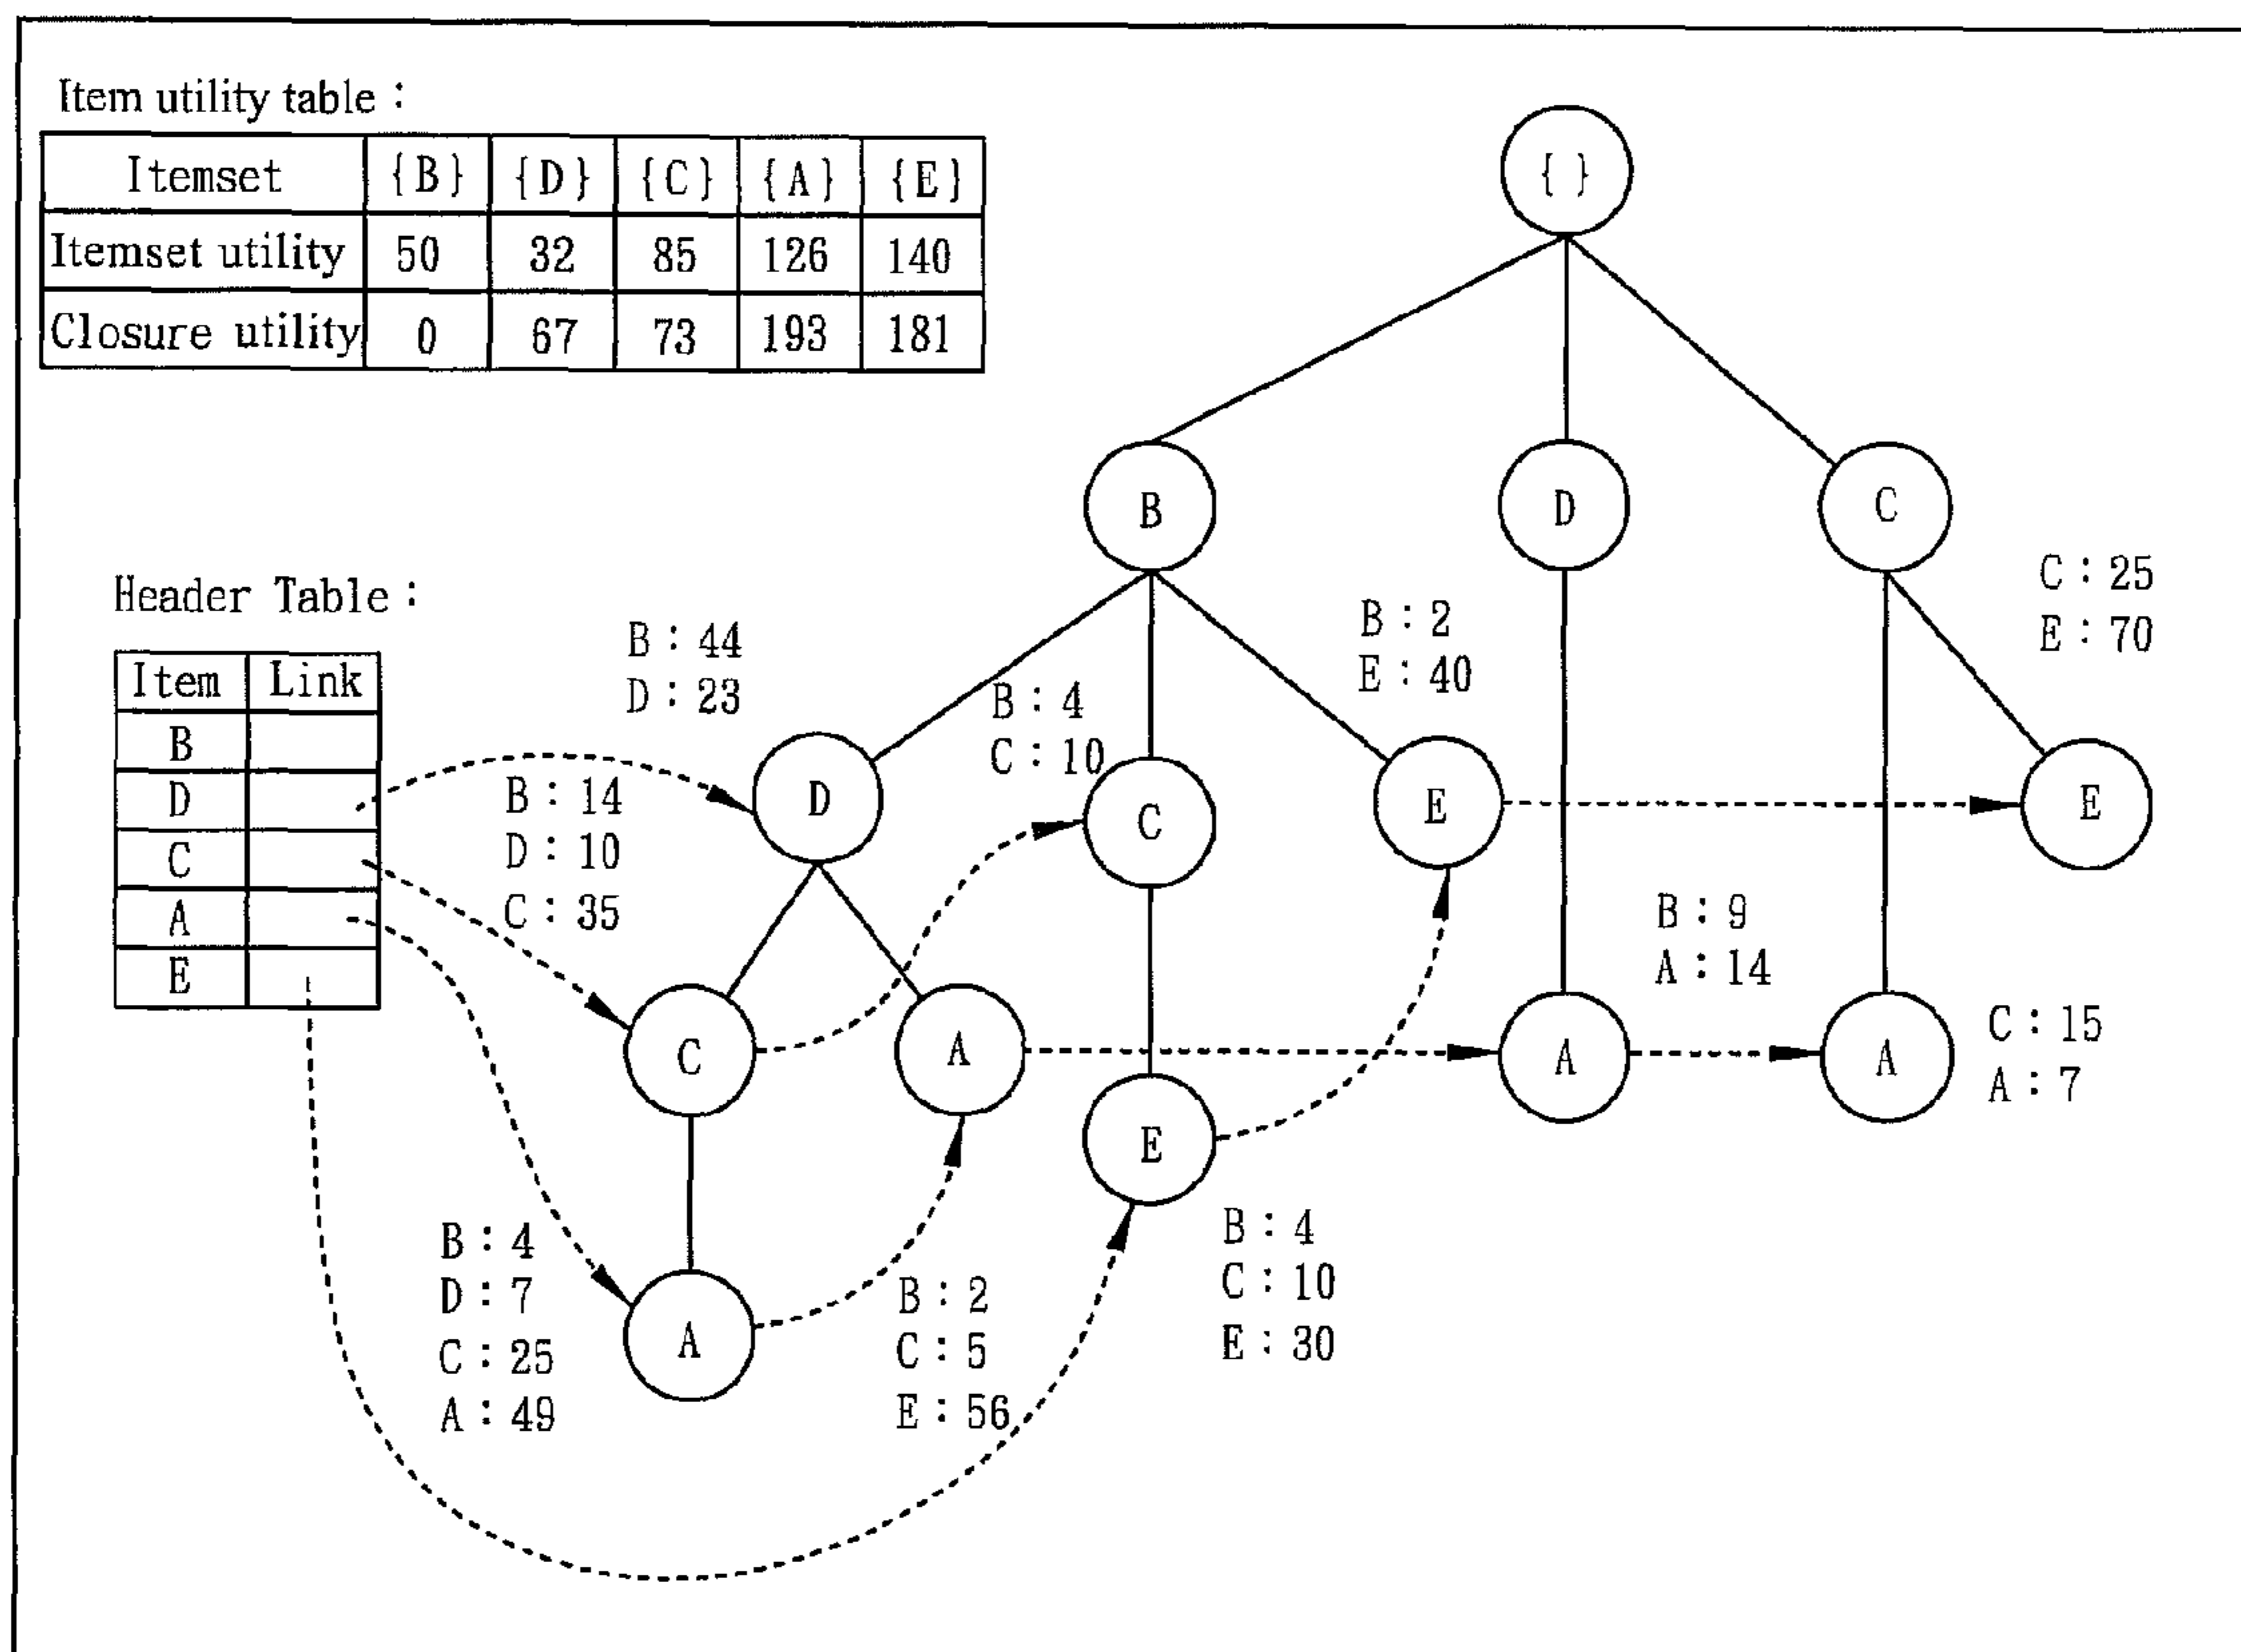 Item utility table :
Itemset {B} {D} {C} {A} {E}
Itemset utility 50 32 85 126 140
Closure utility 0 67 73 193 181
{ }
B
D
C
C : 25
E : 70
Header Table :
Item Link
B
D
C
A
E
B : 44
D : 23
B : 4
C : 10
B : 2
E : 40
B : 14
D : 10
C : 35
D
C
E
E
B : 9
A : 14
C
A
A
A
C : 15
A : 7
E
B : 4
D : 7
C : 25
A : 49
A
B : 2
C : 5
E : 56
B : 4
C : 10
E : 30